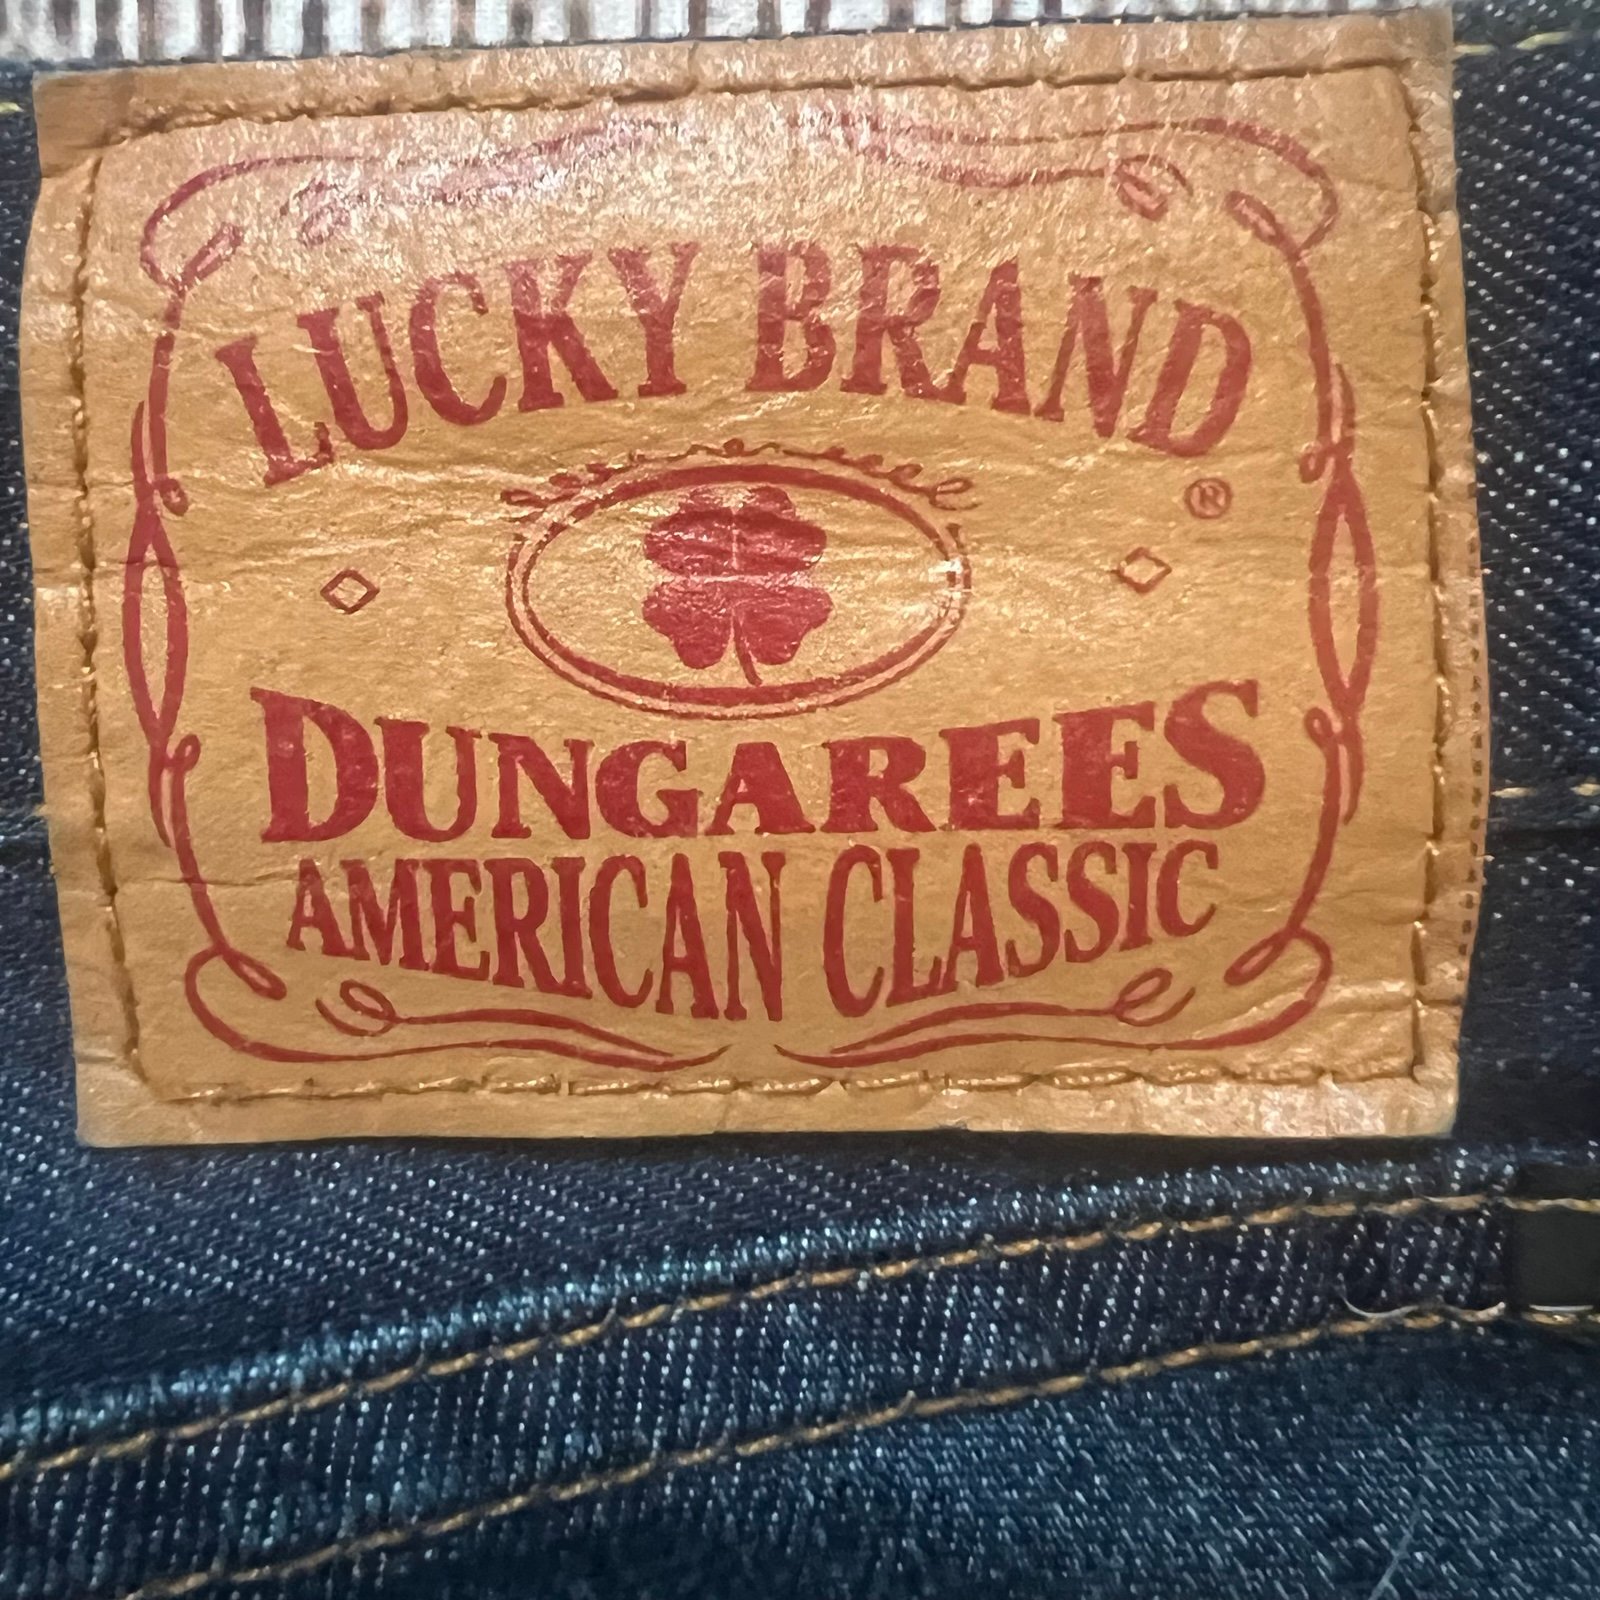 LUCKY BRAND
®
DUNGAREES
AMERICAN CLASSIC